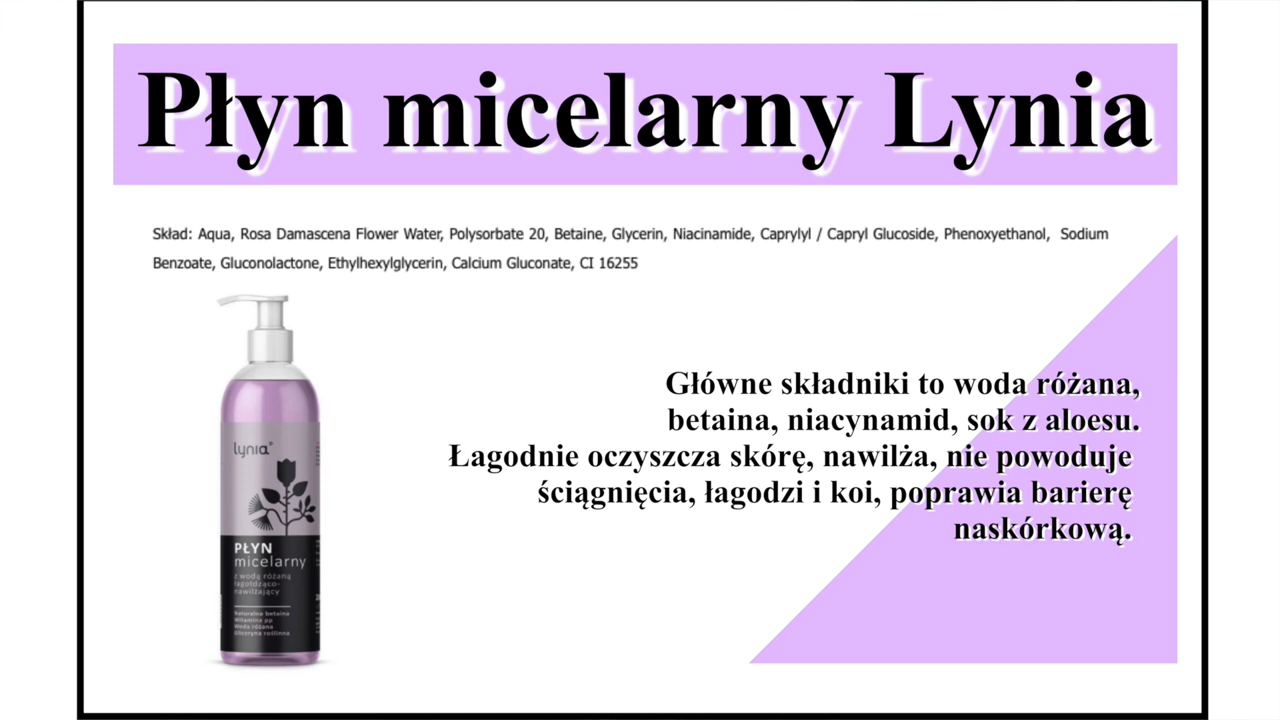 Płyn micelarny Lynia
Skład: Aqua, Rosa Damascena Flower Water, Polysorbate 20, Betaine, Glycerin, Niacinamide, Caprylyl / Capryl Glucoside, Phenoxyethanol, Sodium
Benzoate, Gluconolactone, Ethylhexylglycerin, Calcium Gluconate, CI 16255
Główne składniki to woda różana,
betaina, niacynamid, sok z aloesu.
Łagodnie oczyszcza skórę, nawilża, nie powoduje
ściągnięcia, łagodzi i koi, poprawia barierę
naskórkową.
lynia®
PŁYN
micelarny
z wodą różaną
łagodząco-
nawilżający
Naturalna betaina
Witamina pp
Woda różana
Gliceryna roślinna